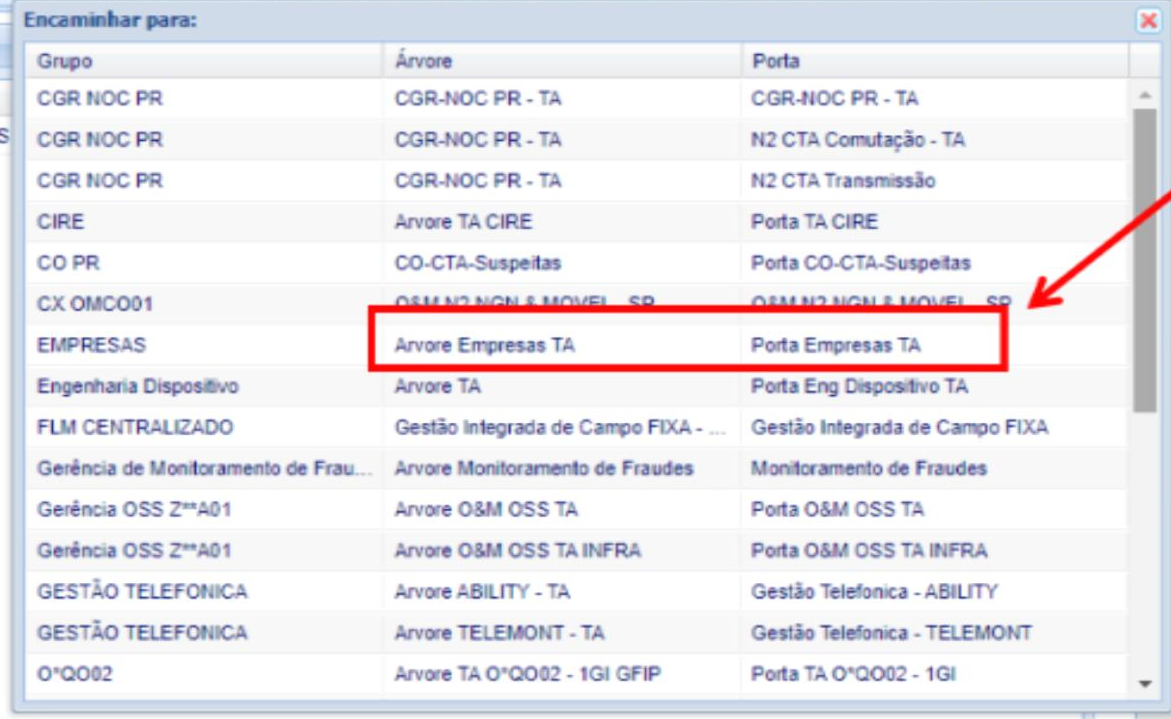 Encaminhar para:
Grupo Árvore Porta
CGR NOC PR CGR-NOC PR - TA CGR-NOC PR - TA
CGR NOC PR CGR-NOC PR - TA N2 CTA Comutação - TA
CGR NOC PR CGR-NOC PR - TA N2 CTA Transmissão
CIRE Arvore TA CIRE Porta TA CIRE
CO PR CO-CTA-Suspeitas Porta CO-CTA-Suspeitas
CX OMCO01 O&M N2 NGN & MOVEL - SP O&M N2 NGN & MOVEL - SP
EMPRESAS Arvore Empresas TA Porta Empresas TA
Engenharia Dispositivo Arvore TA Porta Eng Dispositivo TA
FLM CENTRALIZADO Gestão Integrada de Campo FIXA - ... Gestão Integrada de Campo FIXA
Gerência de Monitoramento de Frau... Arvore Monitoramento de Fraudes Monitoramento de Fraudes
Gerência OSS Z**A01 Arvore O&M OSS TA Porta O&M OSS TA
Gerência OSS Z**A01 Arvore O&M OSS TA INFRA Porta O&M OSS TA INFRA
GESTÃO TELEFONICA Arvore ABILITY - TA Gestão Telefonica - ABILITY
GESTÃO TELEFONICA Arvore TELEMONT - TA Gestão Telefonica - TELEMONT
O*QO02 Arvore TA O*QO02 - 1GI GFIP Porta TA O*QO02 - 1GI